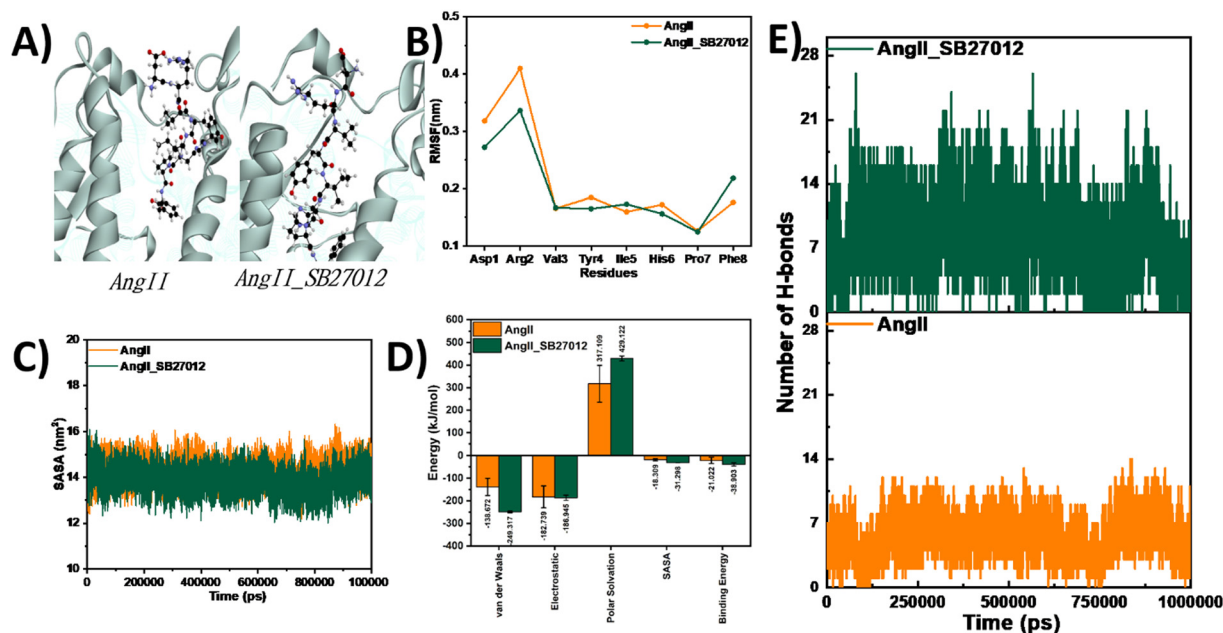 A)
AngII
AngII_SB27012
B)
AngII
AngII_SB27012
RMSF(nm)
0.5
0.4
0.3
0.2
0.1
Asp1 Arg2 Val3 Tyr4 Ile5 His6 Pro7 Phe8
Residues
C)
AngII
AngII_SB27012
SASA (nm²)
20
18
16
14
12
10
0 200000 400000 600000 800000 1000000
Time (ps)
D)
AngII
AngII_SB27012
Energy (kJ/mol)
600
500
400
300
200
100
0
-100
-200
-300
-400
-138.672
-249.317
-182.739
-186.945
317.109
429.122
-18.309
-31.298
-21.022
-38.903
van der Waals
Electrostatic
Polar Solvation
SASA
Binding Energy
E)
AngII_SB27012
28
21
14
7
0
AngII
28
21
14
7
0
Number of H-bonds
0 250000 500000 750000 1000000
Time (ps)